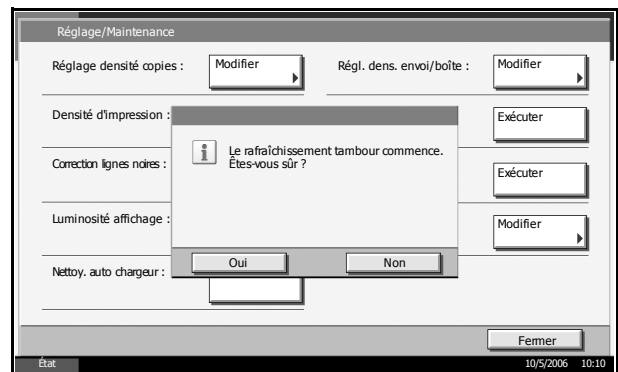 Réglage/Maintenance
Réglage densité copies :
Modifier
Régl. dens. envoi/boîte :
Modifier
Densité d'impression :
Exécuter
Le rafraîchissement tambour commence.
Êtes-vous sûr ?
Correction lignes noires :
Exécuter
Luminosité affichage :
Modifier
Oui
Non
Nettoy. auto chargeur :
Fermer
État
10/5/2006 10:10